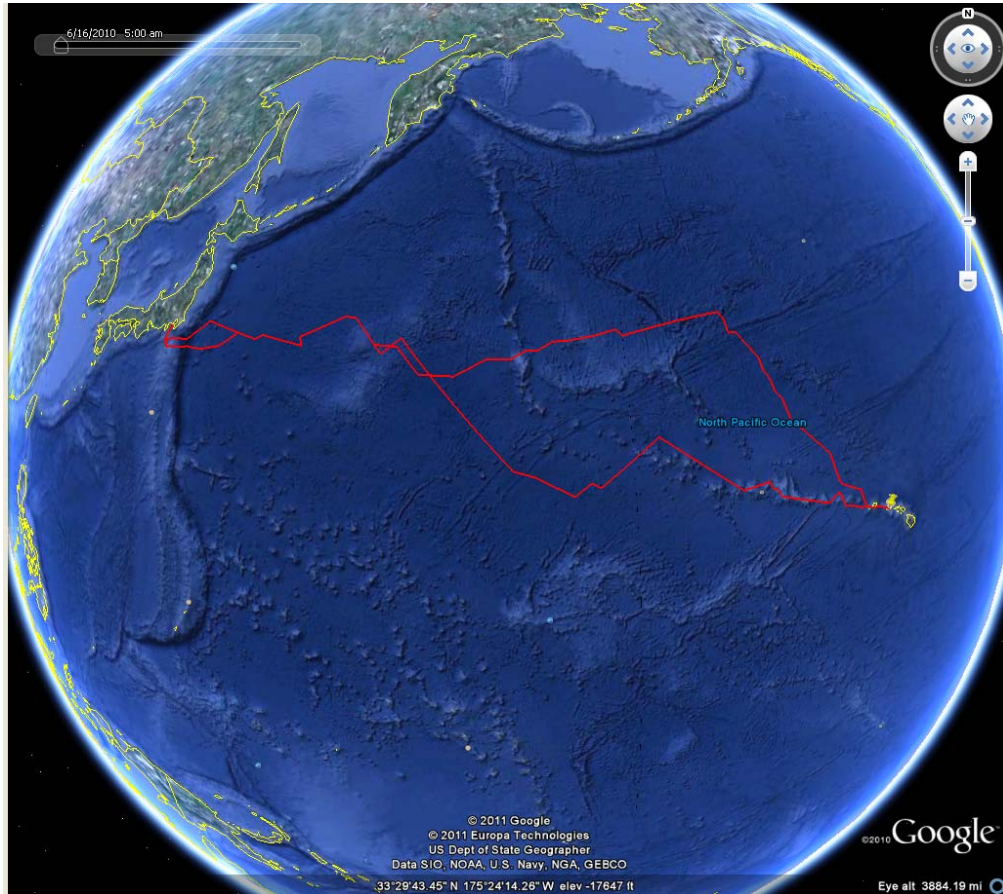 6/16/2010 5:00 am
N
North Pacific Ocean
© 2011 Google
© 2011 Europa Technologies
US Dept of State Geographer
Data SIO, NOAA, U.S. Navy, NGA, GEBCO
©2010 Google
33°29'43.45" N 175°24'14.26" W elev -17647 ft
Eye alt 3884.19 mi